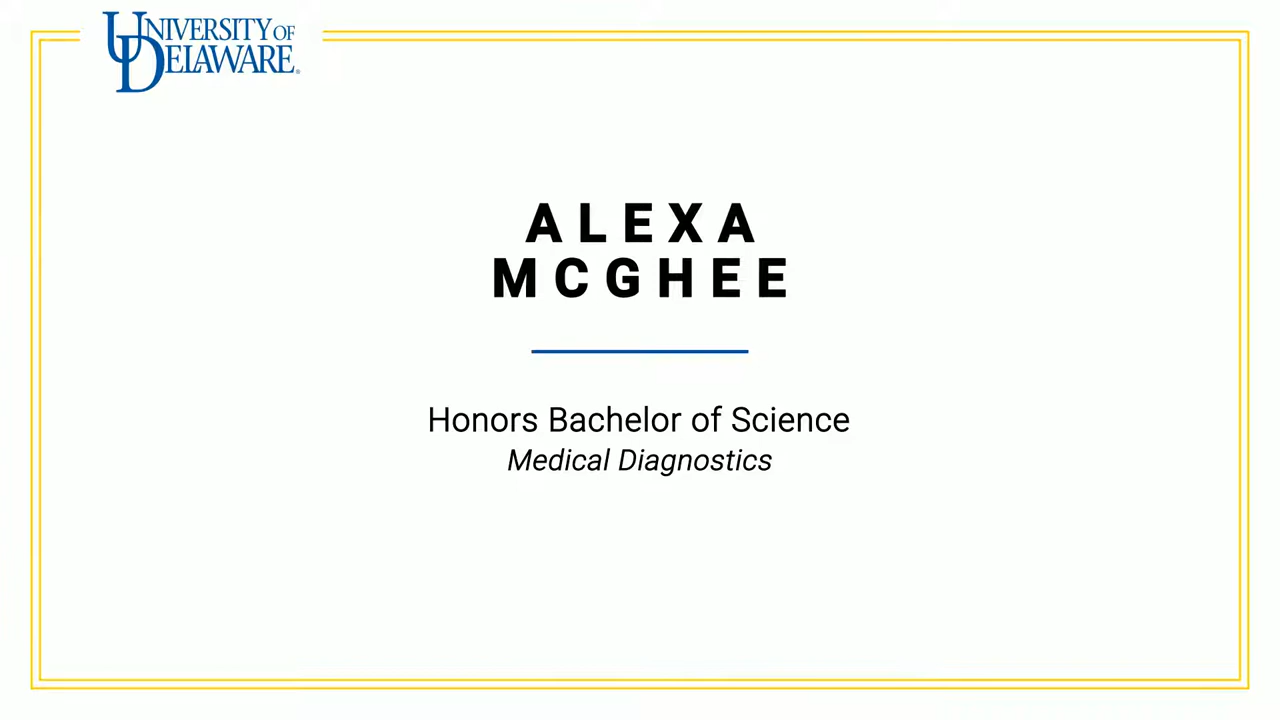 UNIVERSITY OF
DELAWARE
ALEXA
MCGHEE
Honors Bachelor of Science
Medical Diagnostics